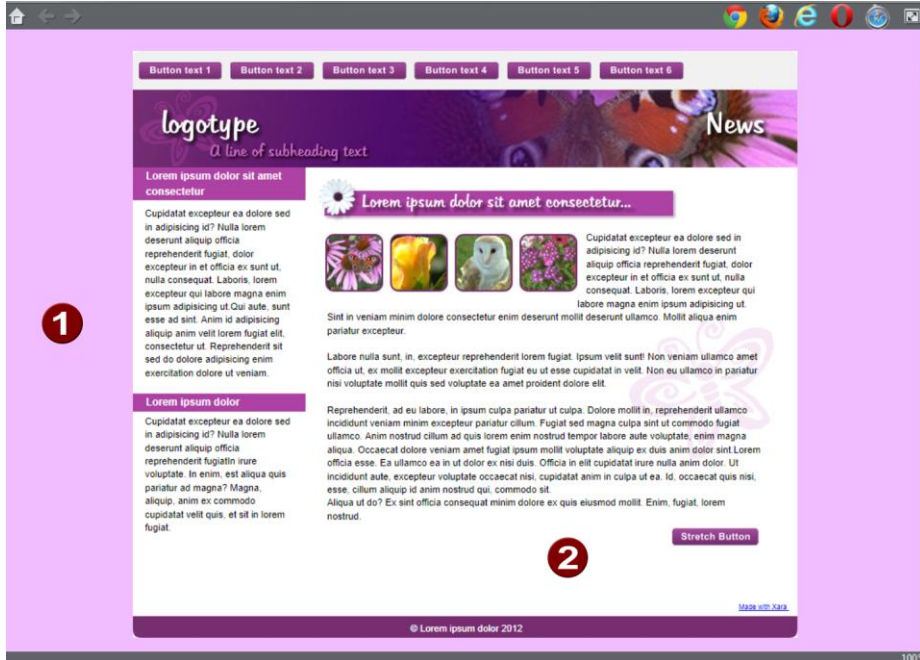 Button text 1 Button text 2 Button text 3 Button text 4 Button text 5 Button text 6
logotype
A line of subheading text
News
Lorem ipsum dolor sit amet
consectetur
Cupidatat excepteur ea dolore sed
in adipisicing id? Nulla lorem
deserunt aliquip officia
reprehenderit fugiat, dolor
excepteur in et officia ex sunt ut,
nulla consequat. Laboris, lorem
excepteur qui labore magna enim
ipsum adipisicing ut.Qui aute, sunt
esse ad sint. Anim id adipisicing
aliquip anim velit lorem fugiat elit,
consectetur ut. Reprehenderit sit
sed do dolore adipisicing enim
exercitation dolore ut veniam.
Lorem ipsum dolor
Cupidatat excepteur ea dolore sed
in adipisicing id? Nulla lorem
deserunt aliquip officia
reprehenderit fugiatIn irure
voluptate. In enim, est aliqua quis
pariatur ad magna? Magna,
aliquip, anim ex commodo
cupidatat velit quis, et sit in lorem
fugiat.
1
Lorem ipsum dolor sit amet consectetur...
Cupidatat excepteur ea dolore sed in
adipisicing id? Nulla lorem deserunt
aliquip officia reprehenderit fugiat, dolor
excepteur in et officia ex sunt ut, nulla
consequat. Laboris, lorem excepteur qui
labore magna enim ipsum adipisicing ut.
Sint in veniam minim dolore consectetur enim deserunt mollit deserunt ullamco. Mollit aliqua enim
pariatur excepteur.
Labore nulla sunt, in, excepteur reprehenderit lorem fugiat. Ipsum velit sunt! Non veniam ullamco amet
officia ut, ex mollit excepteur exercitation fugiat eu ut esse cupidatat in velit. Non eu ullamco in pariatur
nisi voluptate mollit quis sed voluptate ea amet proident dolore elit.
Reprehenderit, ad eu labore, in ipsum culpa pariatur ut culpa. Dolore mollit in, reprehenderit ullamco
incididunt veniam minim excepteur pariatur cillum. Fugiat sed magna culpa sint ut commodo fugiat
ullamco. Anim nostrud cillum ad quis lorem enim nostrud tempor labore aute voluptate, enim magna
aliqua. Occaecat dolore veniam amet fugiat ipsum mollit voluptate aliquip ex duis anim dolor sint.Lorem
officia esse. Ea ullamco ea in ut dolor ex nisi duis. Officia in elit cupidatat irure nulla anim dolor. Ut
incididunt aute, excepteur voluptate occaecat nisi, cupidatat anim in culpa ut ea. Id, occaecat quis nisi,
esse, cillum aliquip id anim nostrud qui, commodo sit.
Aliqua ut do? Ex sint officia consequat minim dolore ex quis eiusmod mollit. Enim, fugiat, lorem
nostrud.
Stretch Button
2
Made with Xara
© Lorem ipsum dolor 2012